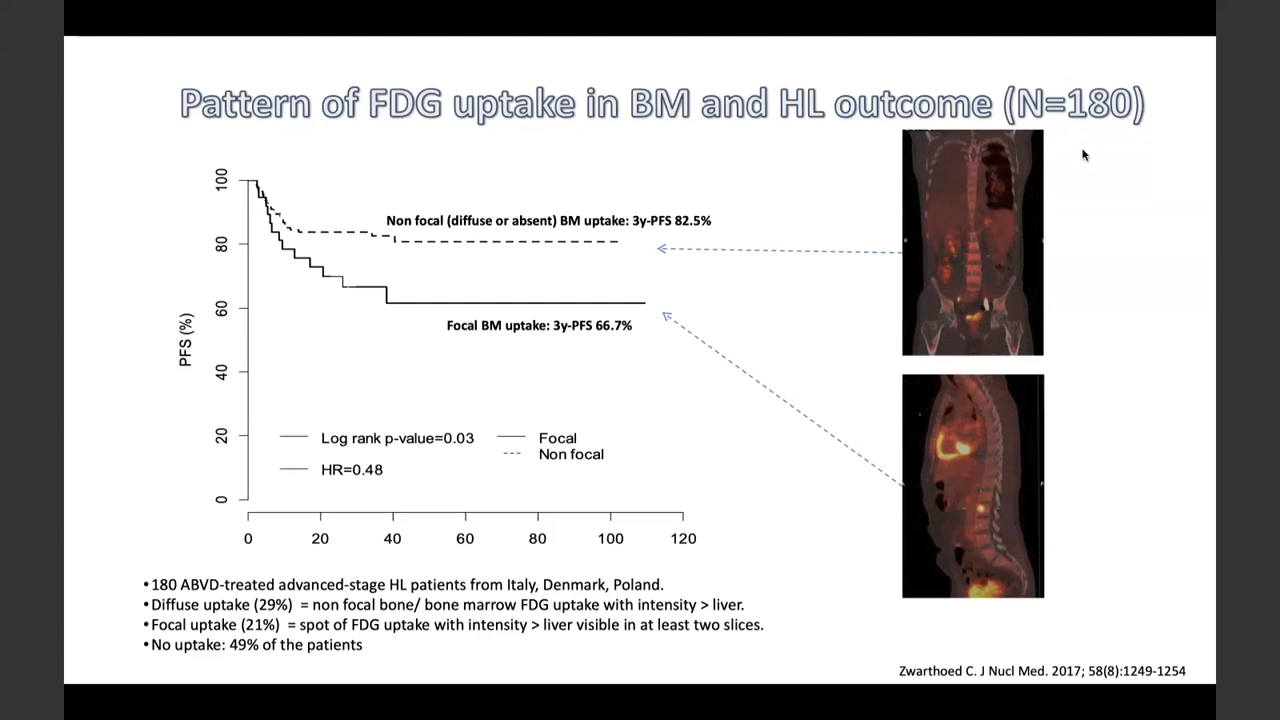 Pattern of FDG uptake in BM and HL outcome (N=180)
PFS (%)
100
80
60
40
20
0
Non focal (diffuse or absent) BM uptake: 3y-PFS 82.5%
Focal BM uptake: 3y-PFS 66.7%
Log rank p-value=0.03
HR=0.48
Focal
Non focal
0 20 40 60 80 100 120
•180 ABVD-treated advanced-stage HL patients from Italy, Denmark, Poland.
•Diffuse uptake (29%) = non focal bone/ bone marrow FDG uptake with intensity > liver.
•Focal uptake (21%) = spot of FDG uptake with intensity > liver visible in at least two slices.
•No uptake: 49% of the patients
Zwarthoed C. J Nucl Med. 2017; 58(8):1249-1254